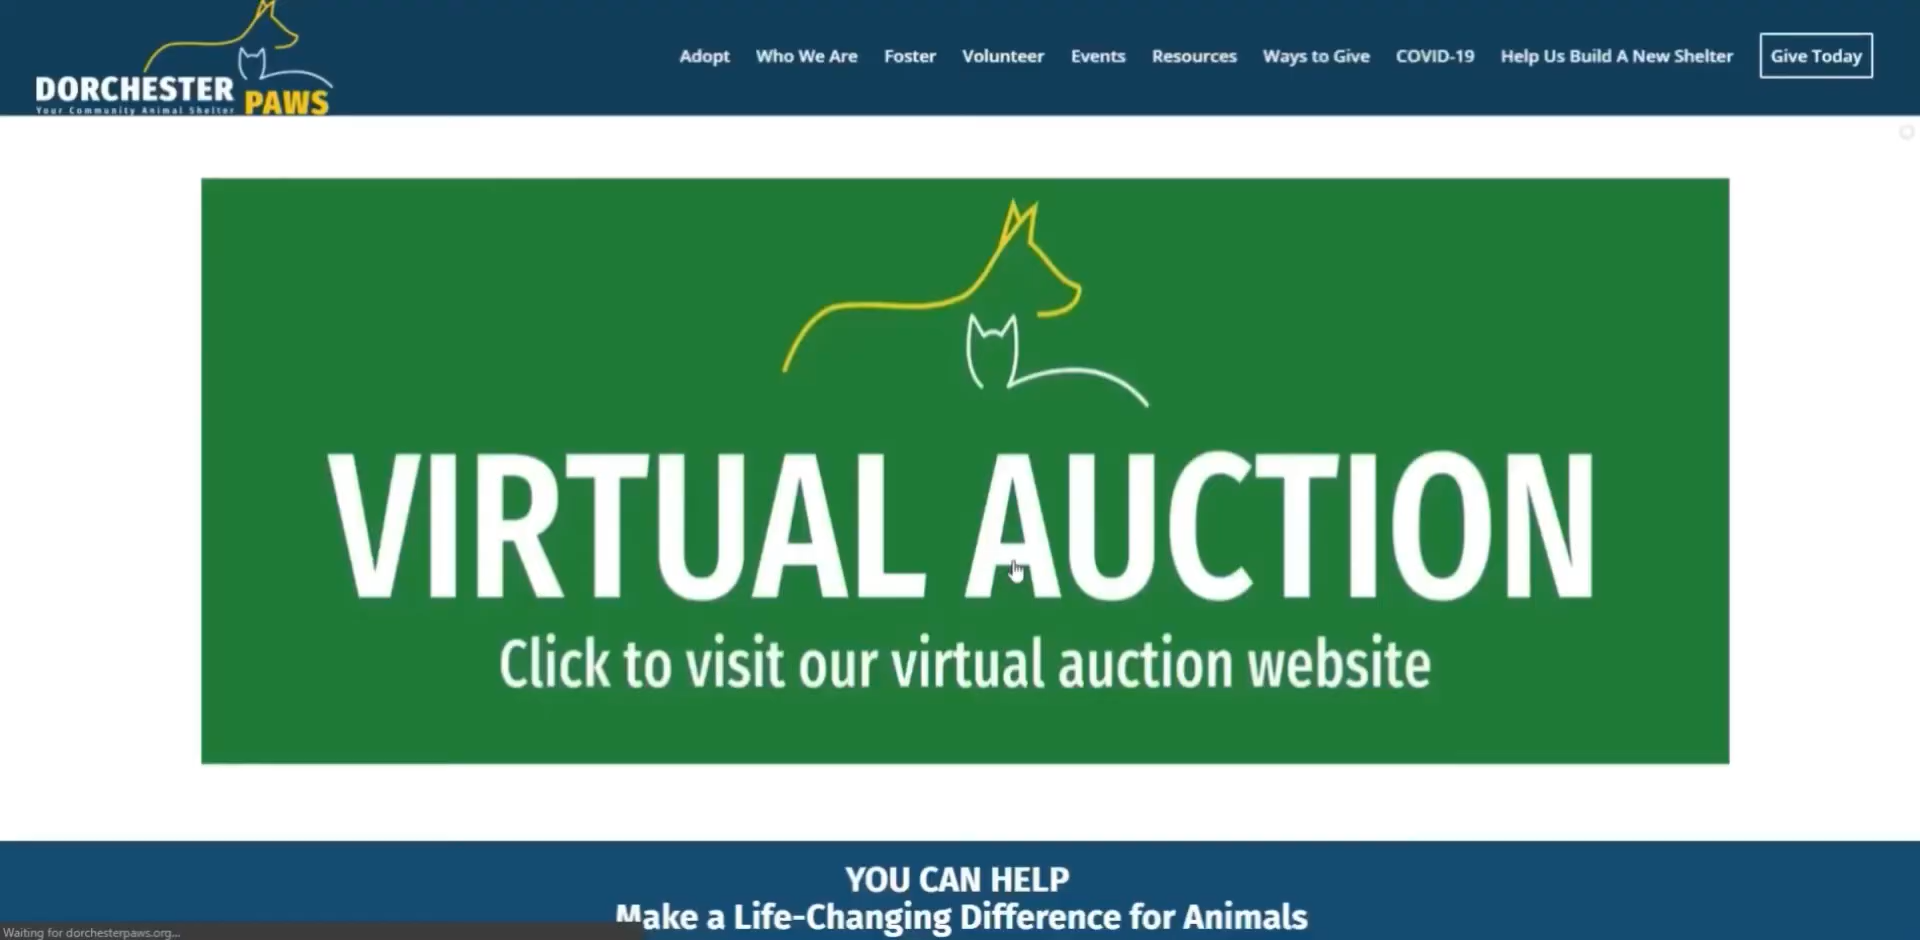 DORCHESTER PAWS
Your Community Animal Shelter
Adopt Who We Are Foster Volunteer Events Resources Ways to Give COVID-19 Help Us Build A New Shelter Give Today
VIRTUAL AUCTION
Click to visit our virtual auction website
YOU CAN HELP
Make a Life-Changing Difference for Animals
Waiting for dorchesterpaws.org...